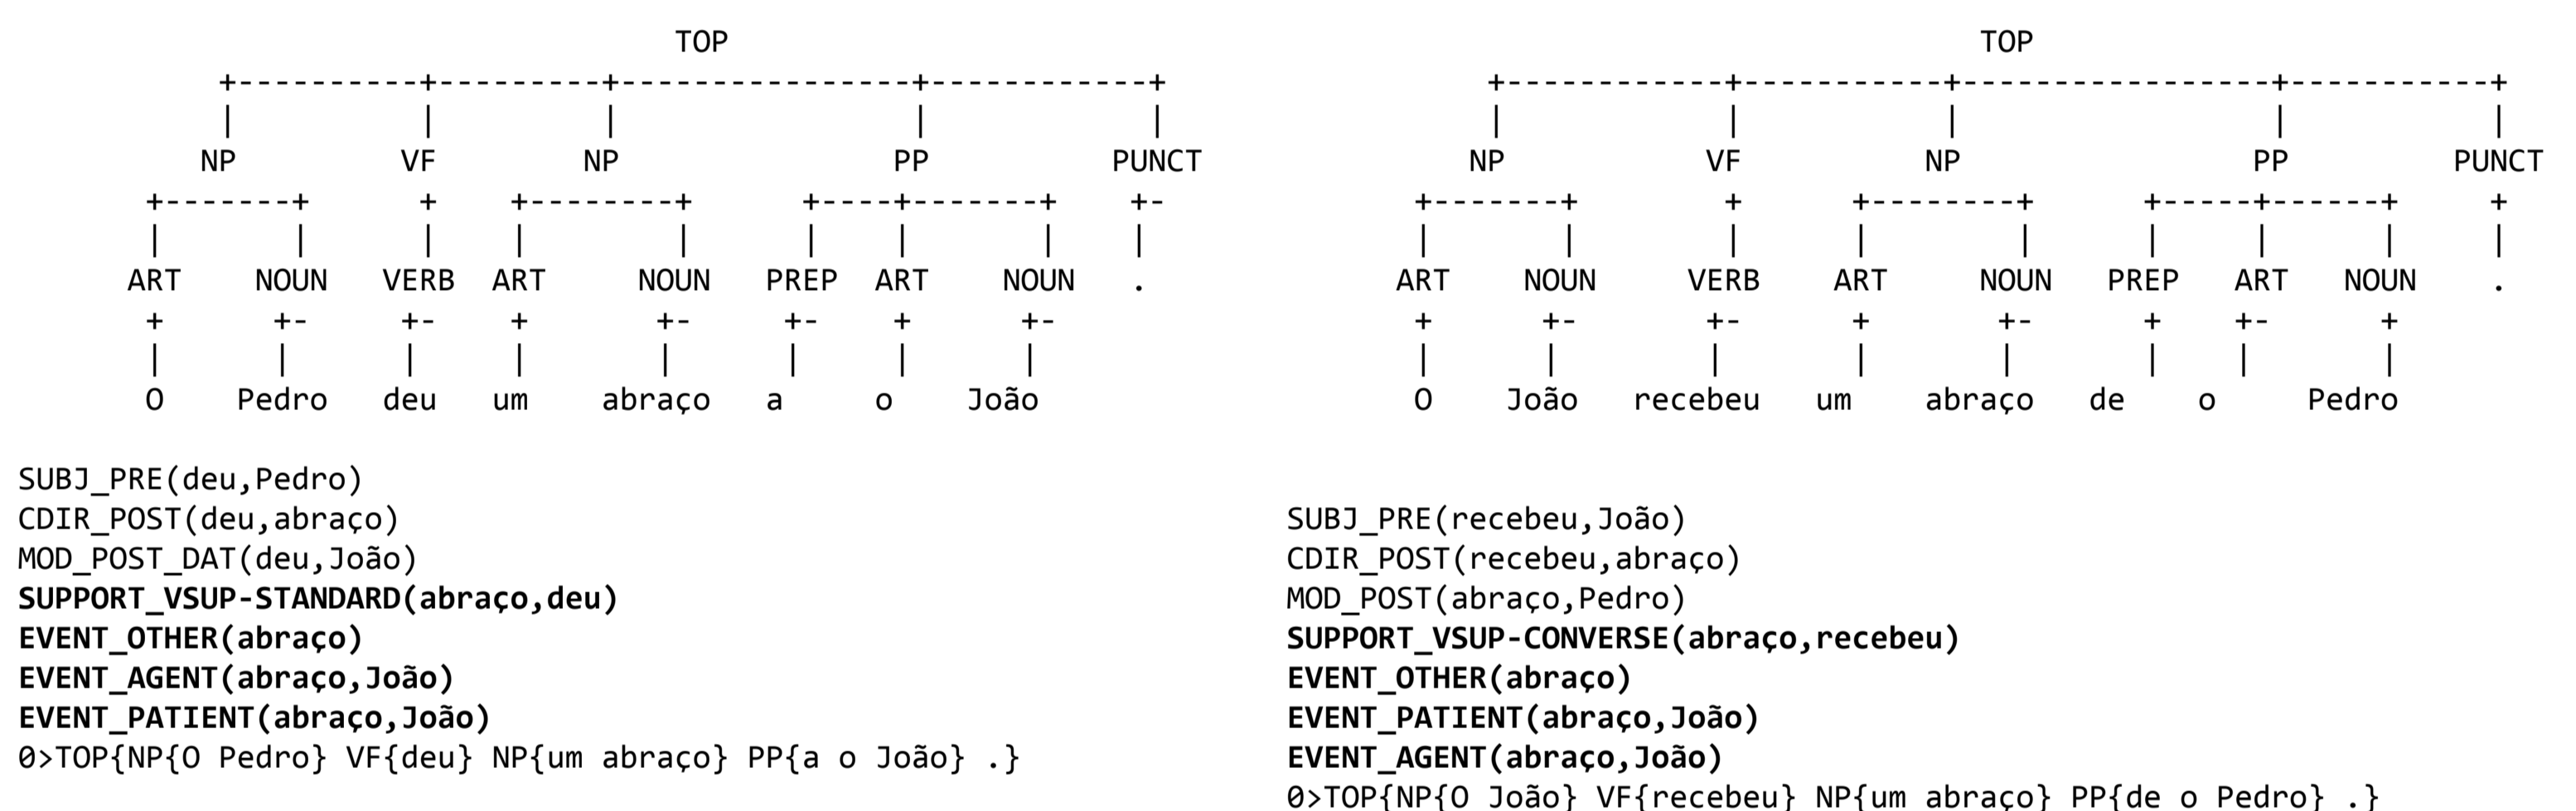 TOP
NP VF NP PP PUNCT
ART NOUN VERB ART NOUN PREP ART NOUN .
O Pedro deu um abraço a o João
SUBJ_PRE(deu,Pedro)
CDIR_POST(deu,abraço)
MOD_POST_DAT(deu,João)
SUPPORT_VSUP-STANDARD(abraço,deu)
EVENT_OTHER(abraço)
EVENT_AGENT(abraço,João)
EVENT_PATIENT(abraço,João)
0>TOP{NP{O Pedro} VF{deu} NP{um abraço} PP{a o João} .}
TOP
NP VF NP PP PUNCT
ART NOUN VERB ART NOUN PREP ART NOUN .
O João recebeu um abraço de o Pedro
SUBJ_PRE(recebeu,João)
CDIR_POST(recebeu,abraço)
MOD_POST(abraço,Pedro)
SUPPORT_VSUP-CONVERSE(abraço,recebeu)
EVENT_OTHER(abraço)
EVENT_PATIENT(abraço,João)
EVENT_AGENT(abraço,João)
0>TOP{NP{O João} VF{recebeu} NP{um abraço} PP{de o Pedro} .}